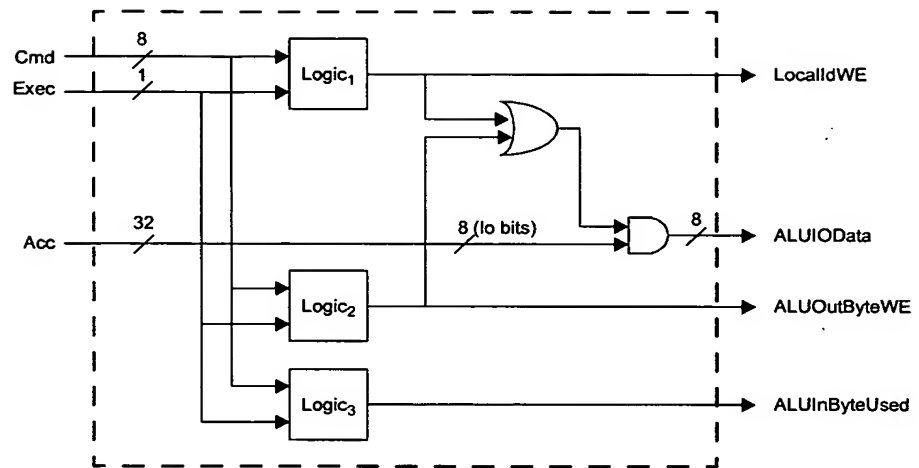 Cmd
8
Exec
1
Logic₁
LocalIdWE
Acc
32
8 (lo bits)
8
ALUIOData
Logic₂
ALUOutByteWE
Logic₃
ALUInByteUsed